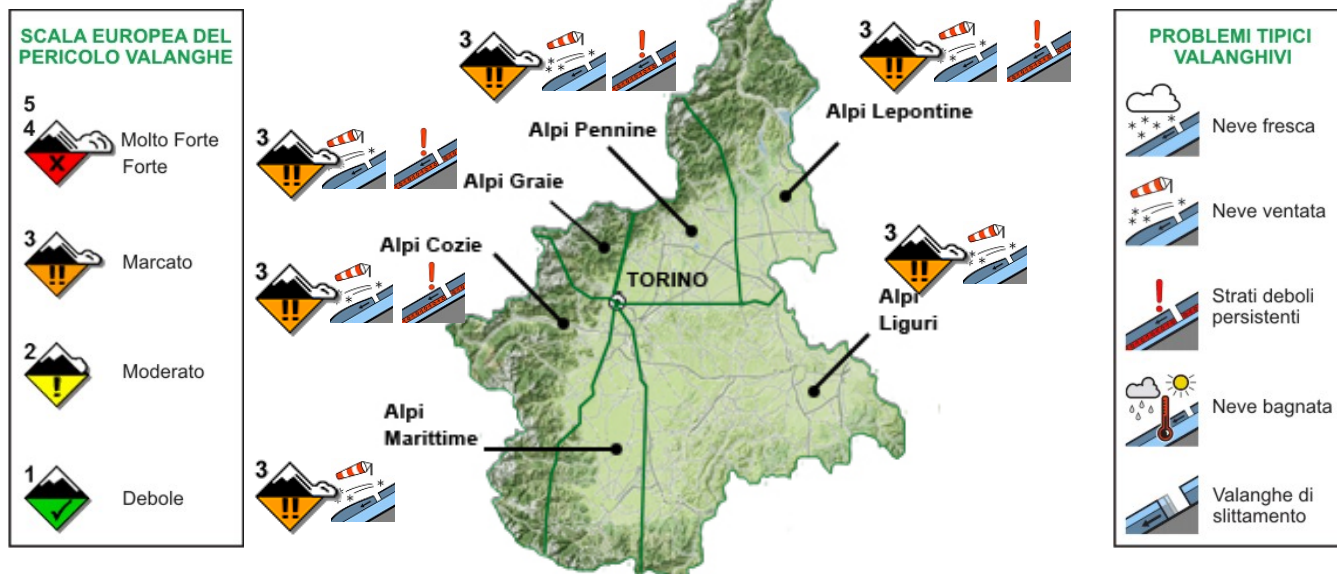 SCALA EUROPEA DEL
PERICOLO VALANGHE
5
4
Molto Forte
Forte
3
Marcato
2
Moderato
1
Debole
3
3
Alpi Lepontine
Alpi Pennine
3
Alpi Graie
Alpi Cozie
3
3
TORINO
Alpi
Liguri
Alpi
Marittime
3
PROBLEMI TIPICI
VALANGHIVI
Neve fresca
Neve ventata
Strati deboli
persistenti
Neve bagnata
Valanghe di
slittamento